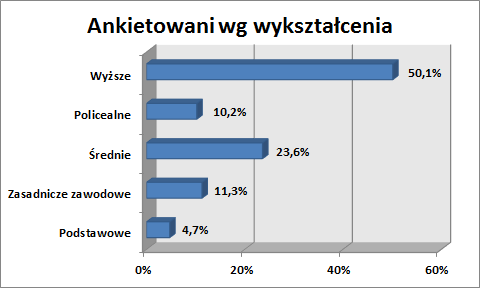 Ankietowani wg wykształcenia
Wyższe 50,1%
Policealne 10,2%
Średnie 23,6%
Zasadnicze zawodowe 11,3%
Podstawowe 4,7%
0% 20% 40% 60%